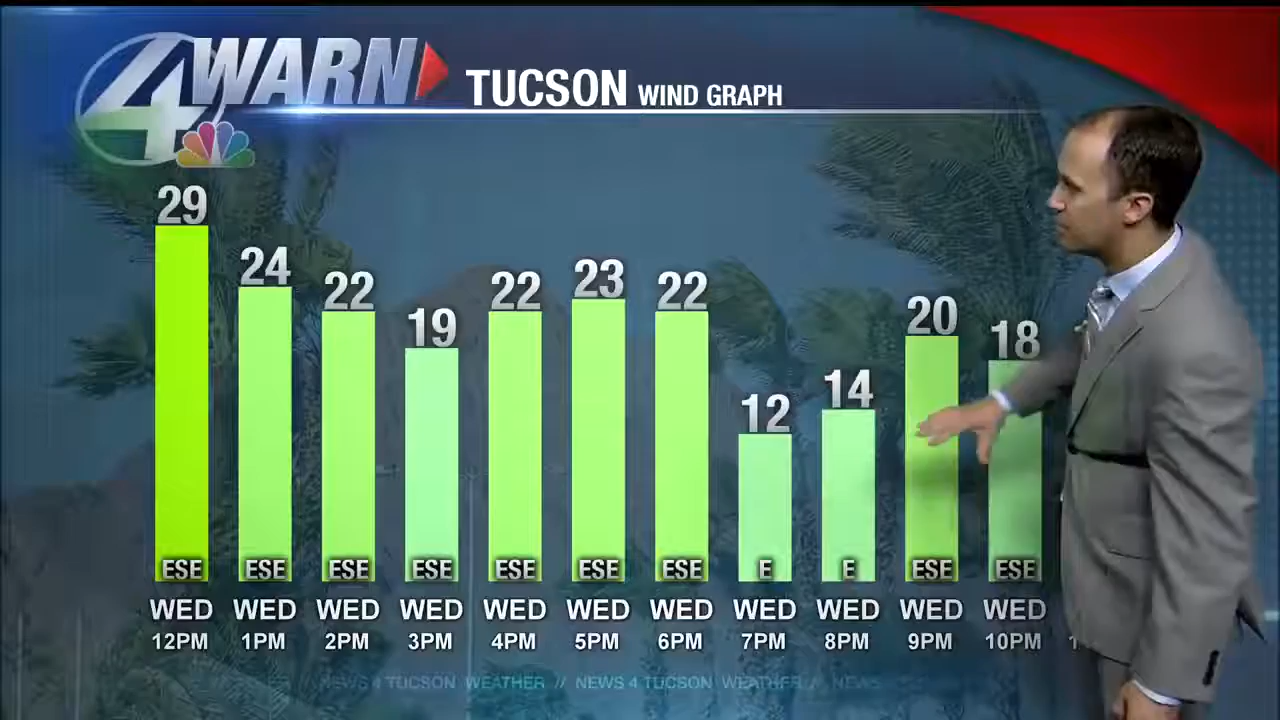 4WARN
TUCSON WIND GRAPH
29 24 22 19 22 23 22 12 14 20 18
ESE ESE ESE ESE ESE ESE ESE E E ESE ESE
WED WED WED WED WED WED WED WED WED WED WED
12PM 1PM 2PM 3PM 4PM 5PM 6PM 7PM 8PM 9PM 10PM
WEATHER // NEWS 4 TUCSON WEATHER // NEWS 4 TUCSON WEATHER // NEWS